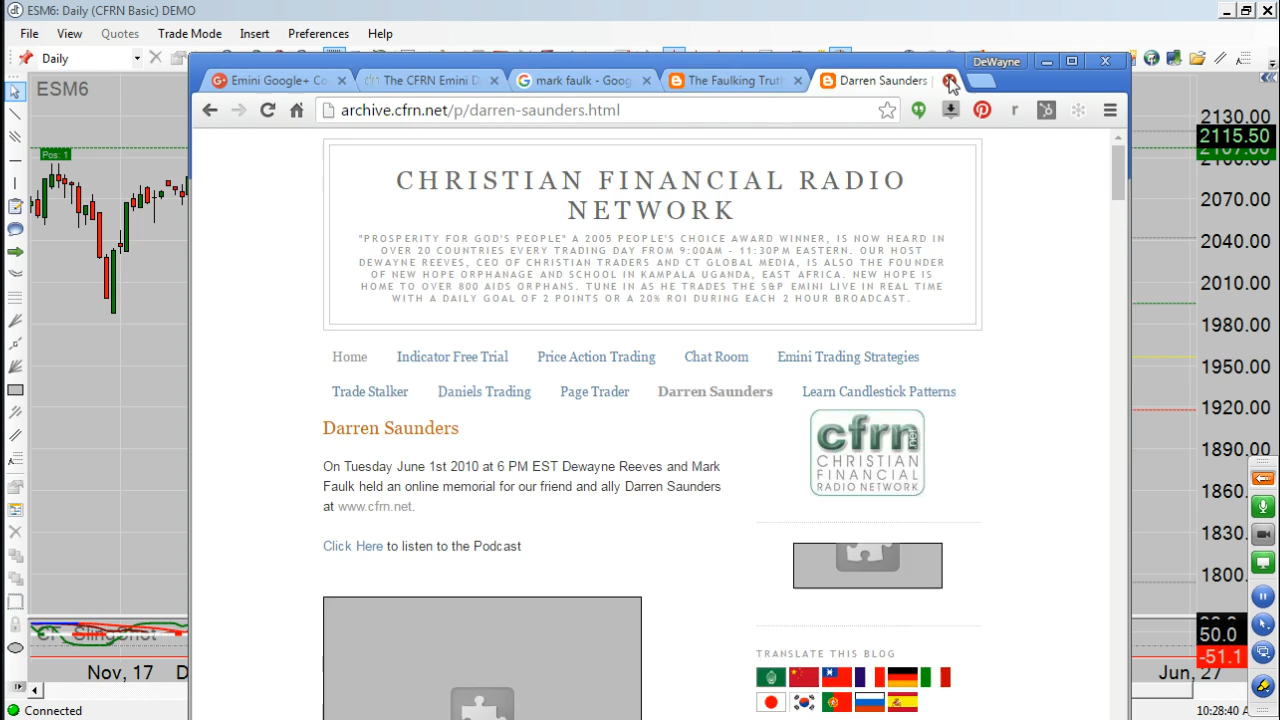 ESM6: Daily (CFRN Basic) DEMO
File View Quotes Trade Mode Insert Preferences Help
Daily
ESM6
Pos: 1
DeWayne
Emini Google+ Co
The CFRN Emini D
mark faulk - Goog
The Faulking Trut
Darren Saunders |
archive.cfrn.net/p/darren-saunders.html
CHRISTIAN FINANCIAL RADIO
NETWORK
"PROSPERITY FOR GOD'S PEOPLE" A 2005 PEOPLE'S CHOICE AWARD WINNER, IS NOW HEARD IN
OVER 20 COUNTRIES EVERY TRADING DAY FROM 9:00AM - 11:30PM EASTERN. OUR HOST
DEWAYNE REEVES, CEO OF CHRISTIAN TRADERS AND CT GLOBAL MEDIA, IS ALSO THE FOUNDER
OF NEW HOPE ORPHANAGE AND SCHOOL IN KAMPALA UGANDA, EAST AFRICA. NEW HOPE IS
HOME TO OVER 800 AIDS ORPHANS. TUNE IN AS HE TRADES THE S&P EMINI LIVE IN REAL TIME
WITH A DAILY GOAL OF 2 POINTS OR A 20% ROI DURING EACH 2 HOUR BROADCAST.
Home Indicator Free Trial Price Action Trading Chat Room Emini Trading Strategies
Trade Stalker Daniels Trading Page Trader Darren Saunders Learn Candlestick Patterns
Darren Saunders
On Tuesday June 1st 2010 at 6 PM EST Dewayne Reeves and Mark
Faulk held an online memorial for our friend and ally Darren Saunders
at www.cfrn.net.
Click Here to listen to the Podcast
cfrn.net
CHRISTIAN
FINANCIAL
RADIO NETWORK
TRANSLATE THIS BLOG
2130.00
2115.50
2070.00
2040.00
2010.00
1980.00
1950.00
1920.00
1890.00
1860.
1830.
1800.
50.0
-51.1
CFRN SlingShot
Nov, 17
Jun, 27
Connected
10:28:40